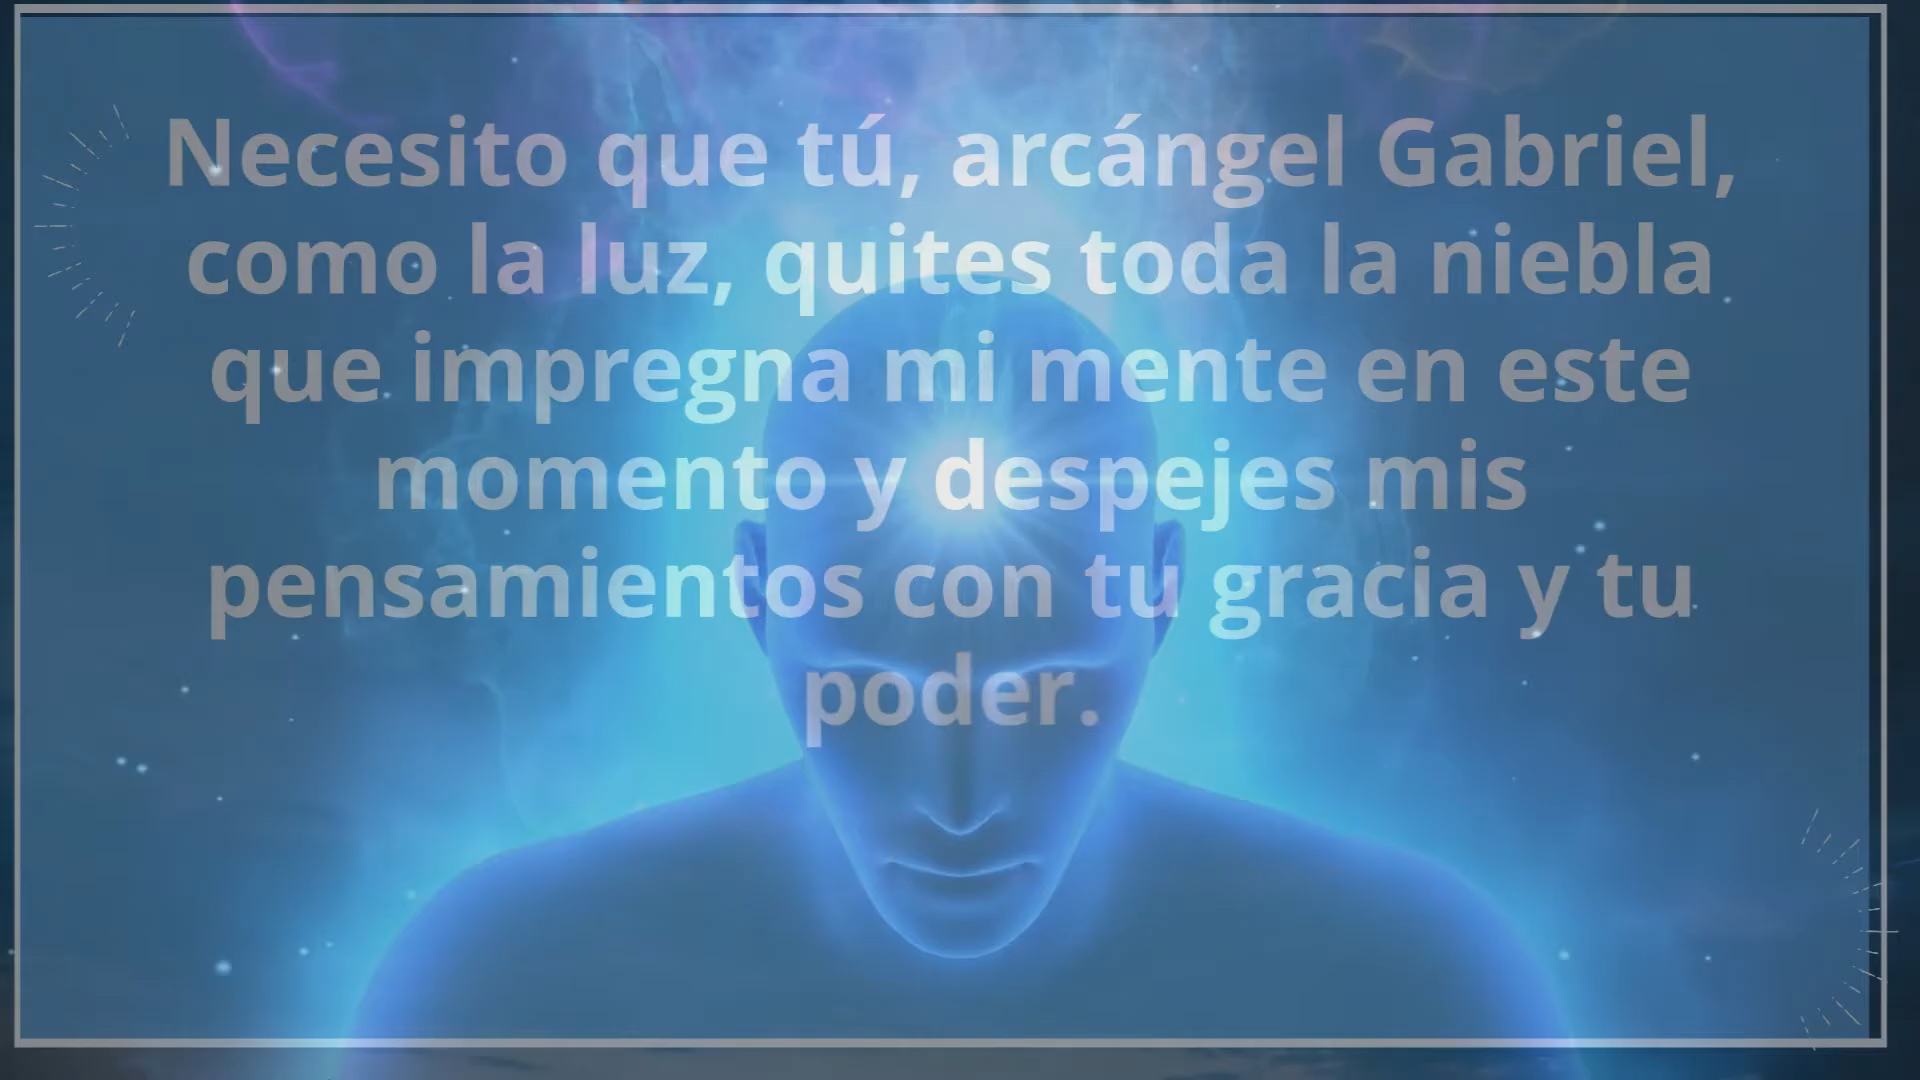 Necesito que tú, arcángel Gabriel,
como la luz, quites toda la niebla
que impregna mi mente en este
momento y despejes mis
pensamientos con tu gracia y tu
poder.